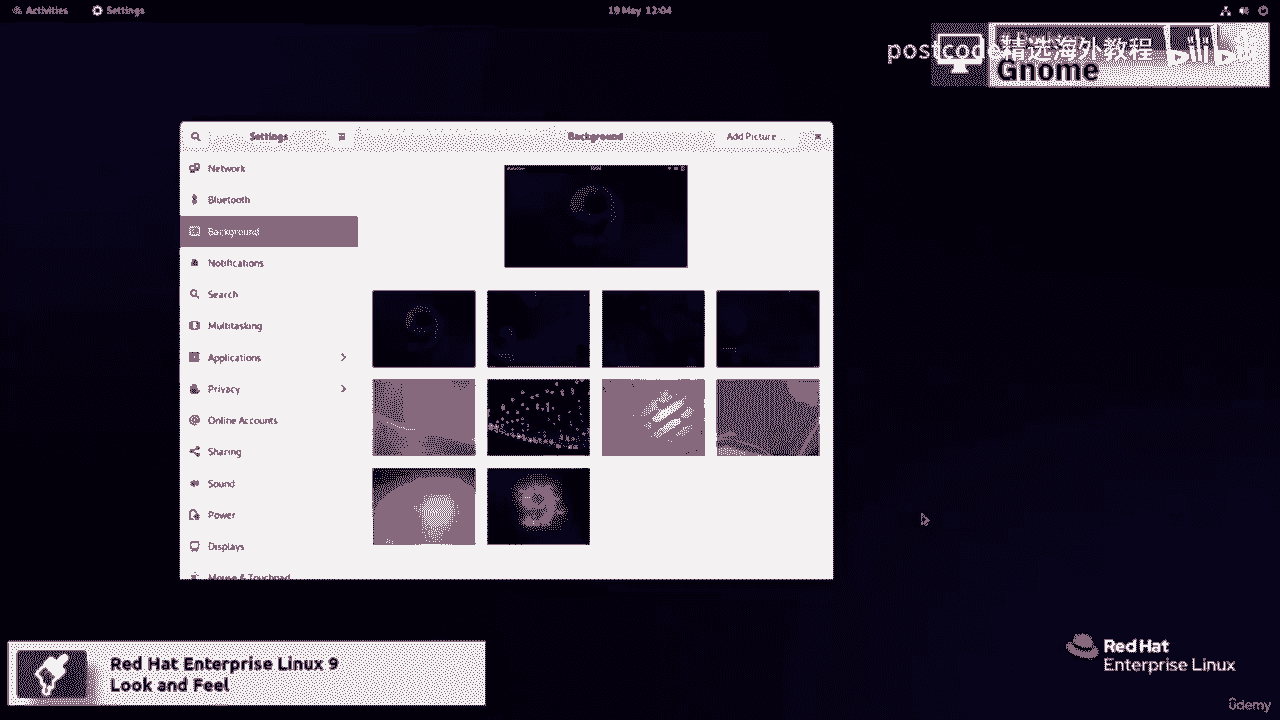 Activities
Settings
19 May 12:04
postcode精选海外教程
Gnome
Settings
Background
Add Picture…
Network
Bluetooth
Background
Notifications
Search
Multitasking
Applications
Privacy
Online Accounts
Sharing
Sound
Power
Displays
Mouse & Touchpad
Red Hat Enterprise Linux 9
Look and Feel
Red Hat
Enterprise Linux
ûdemy